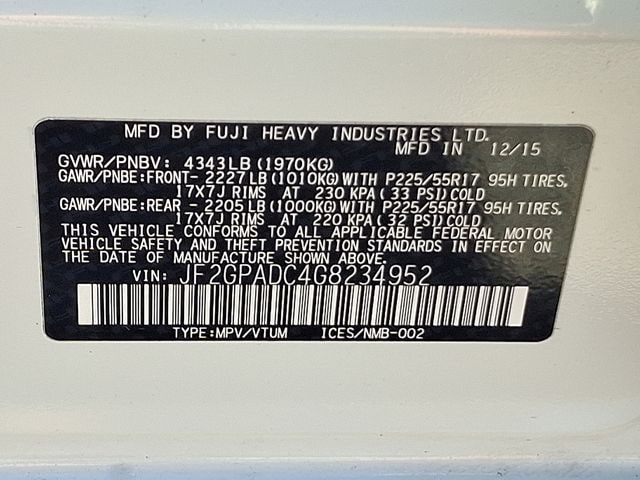 MFD BY FUJI HEAVY INDUSTRIES LTD.
MFD IN 12/15
GVWR/PNBV: 4343LB(1970KG)
GAWR/PNBE:FRONT- 2227LB(1010KG)WITH P225/55R17 95H TIRES,
17X7J RIMS AT 230 KPA(33 PSI)COLD
GAWR/PNBE:REAR - 2205LB(1000KG)WITH P225/55R17 95H TIRES,
17X7J RIMS AT 220 KPA(32 PSI)COLD
THIS VEHICLE CONFORMS TO ALL APPLICABLE FEDERAL MOTOR
VEHICLE SAFETY AND THEFT PREVENTION STANDARDS IN EFFECT ON
THE DATE OF MANUFACTURE SHOWN ABOVE.
VIN: JF2GPADC4G8234952
TYPE:MPV/VTUM ICES/NMB-002